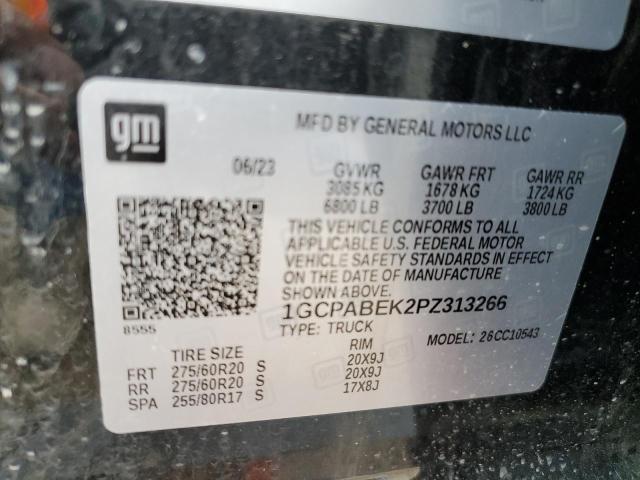 gm
MFD BY GENERAL MOTORS LLC
06/23 GVWR GAWR FRT GAWR RR
3085 KG 1678 KG 1724 KG
6800 LB 3700 LB 3800 LB
THIS VEHICLE CONFORMS TO ALL
APPLICABLE U.S. FEDERAL MOTOR
VEHICLE SAFETY STANDARDS IN EFFECT
ON THE DATE OF MANUFACTURE
SHOWN ABOVE.
1GCPABEK2PZ313266
8555
TYPE: TRUCK MODEL: 26CC10543
TIRE SIZE RIM
FRT 275/60R20 S 20X9J
RR 275/60R20 S 20X9J
SPA 255/80R17 S 17X8J